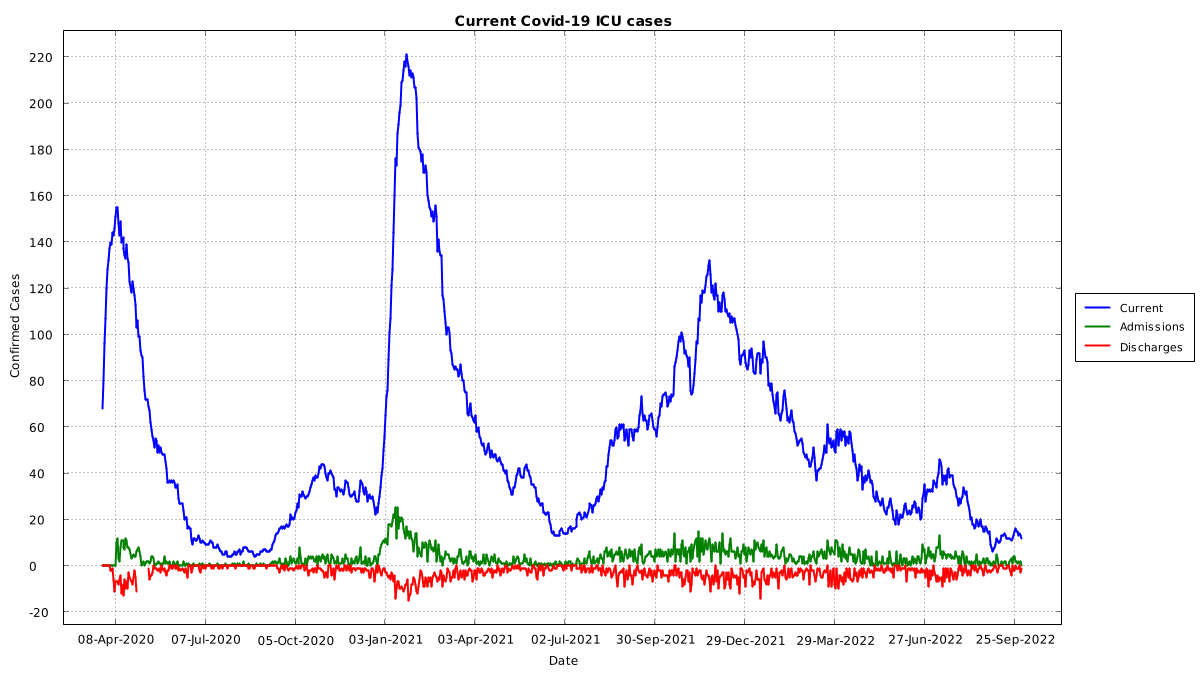 Current Covid-19 ICU cases
Confirmed Cases
220
200
180
160
140
120
100
80
60
40
20
0
-20
08-Apr-2020 07-Jul-2020 05-Oct-2020 03-Jan-2021 03-Apr-2021 02-Jul-2021 30-Sep-2021 29-Dec-2021 29-Mar-2022 27-Jun-2022 25-Sep-2022
Date
Current
Admissions
Discharges